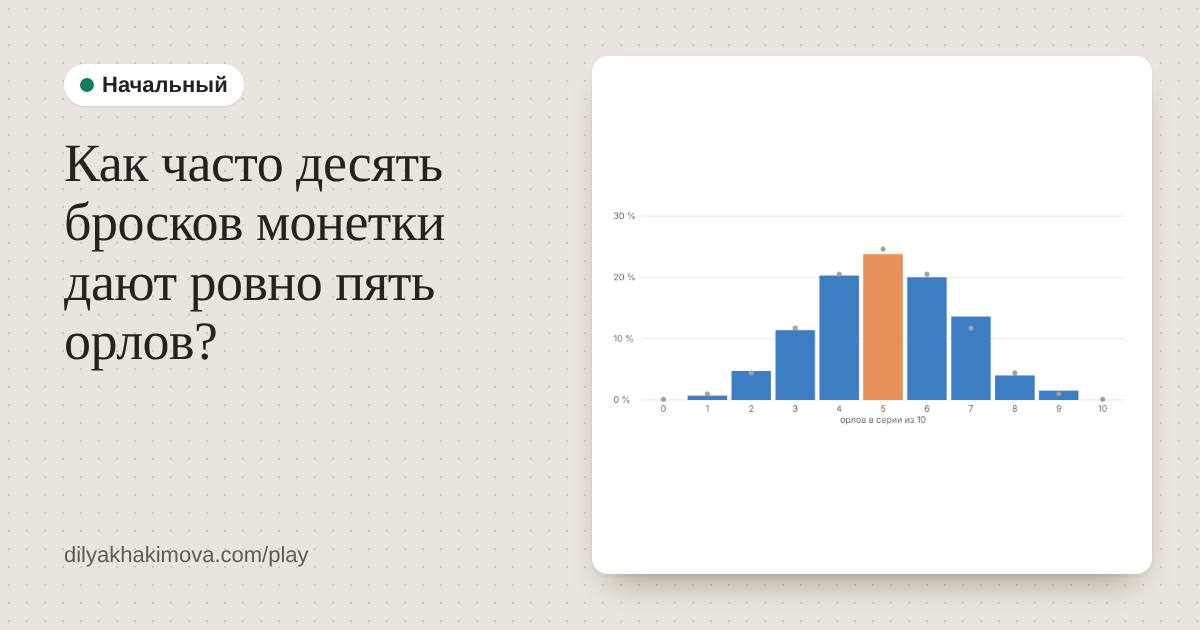 Начальный
Как часто десять
бросков монетки
дают ровно пять
орлов?
dilyakhakimova.com/play
30 %
20 %
10 %
0 %
0 1 2 3 4 5 6 7 8 9 10
орлов в серии из 10